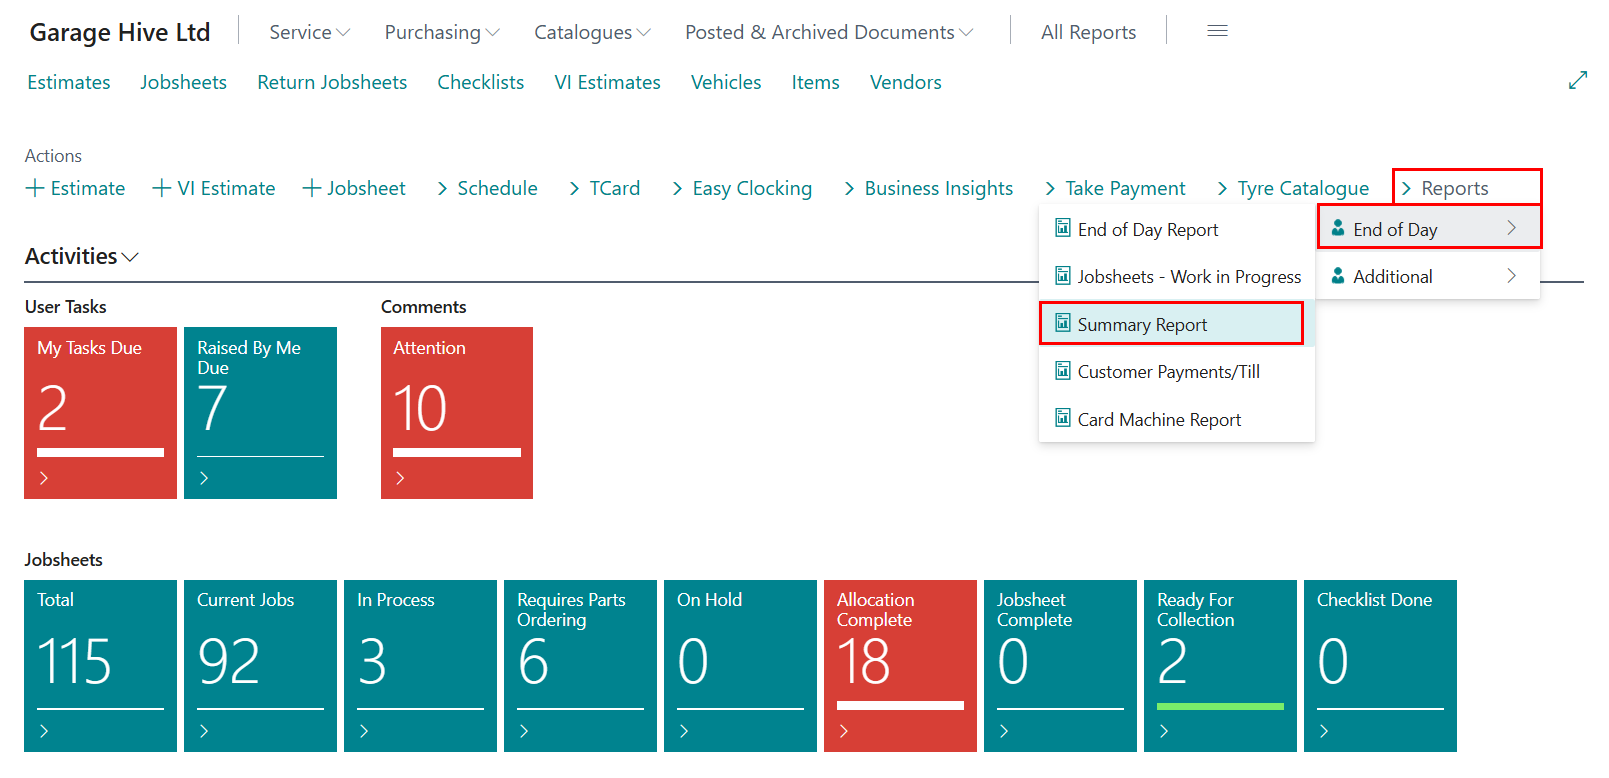 Garage Hive Ltd
Service
Purchasing
Catalogues
Posted & Archived Documents
All Reports
Estimates
Jobsheets
Return Jobsheets
Checklists
VI Estimates
Vehicles
Items
Vendors
Actions
Estimate
VI Estimate
Jobsheet
Schedule
TCard
Easy Clocking
Business Insights
Take Payment
Tyre Catalogue
Reports
End of Day
Additional
End of Day Report
Jobsheets - Work in Progress
Summary Report
Customer Payments/Till
Card Machine Report
Activities
User Tasks
My Tasks Due
2
Raised By Me
Due
7
Comments
Attention
10
Jobsheets
Total
115
Current Jobs
92
In Process
3
Requires Parts
Ordering
6
On Hold
0
Allocation
Complete
18
Jobsheet
Complete
0
Ready For
Collection
2
Checklist Done
0